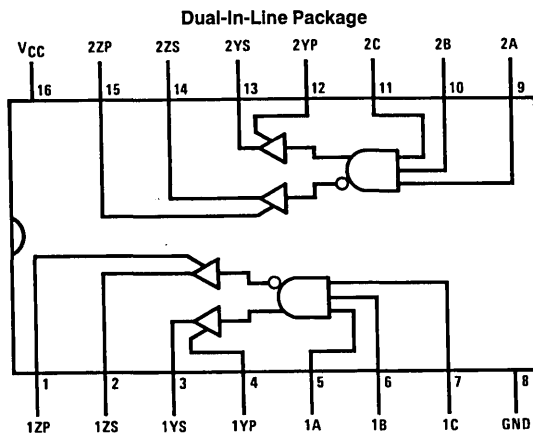 Dual-In-Line Package
VCC 2ZP 2ZS 2YS 2YP 2C 2B 2A
16 15 14 13 12 11 10 9
1 2 3 4 5 6 7 8
1ZP 1ZS 1YS 1YP 1A 1B 1C GND